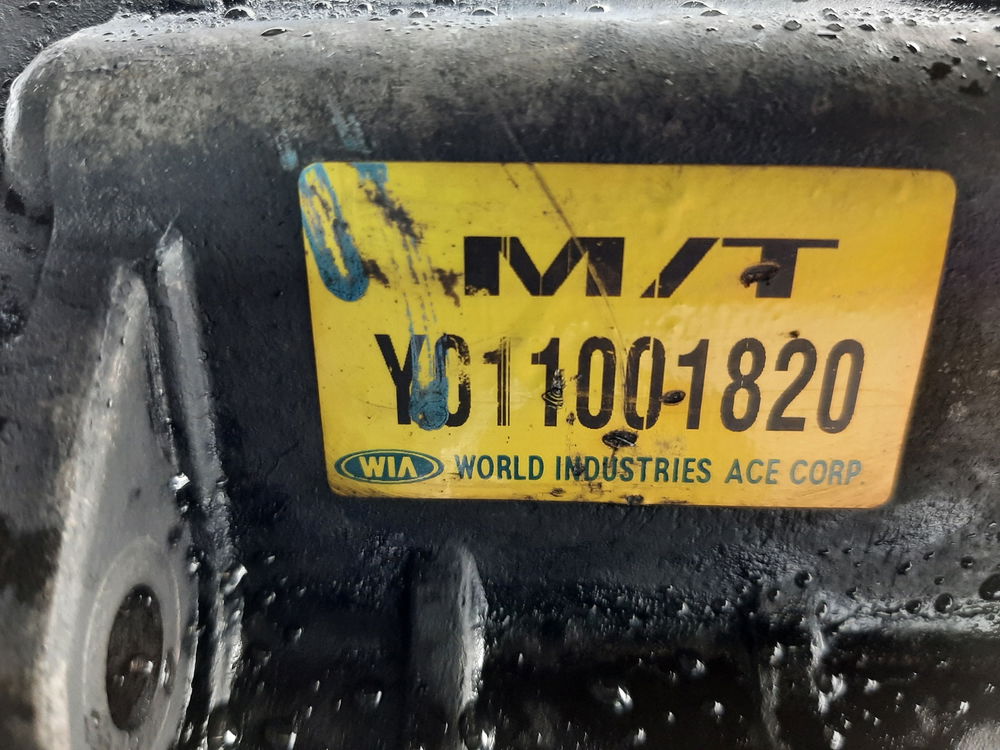 M/T
Y011001820
WIA WORLD INDUSTRIES ACE CORP.